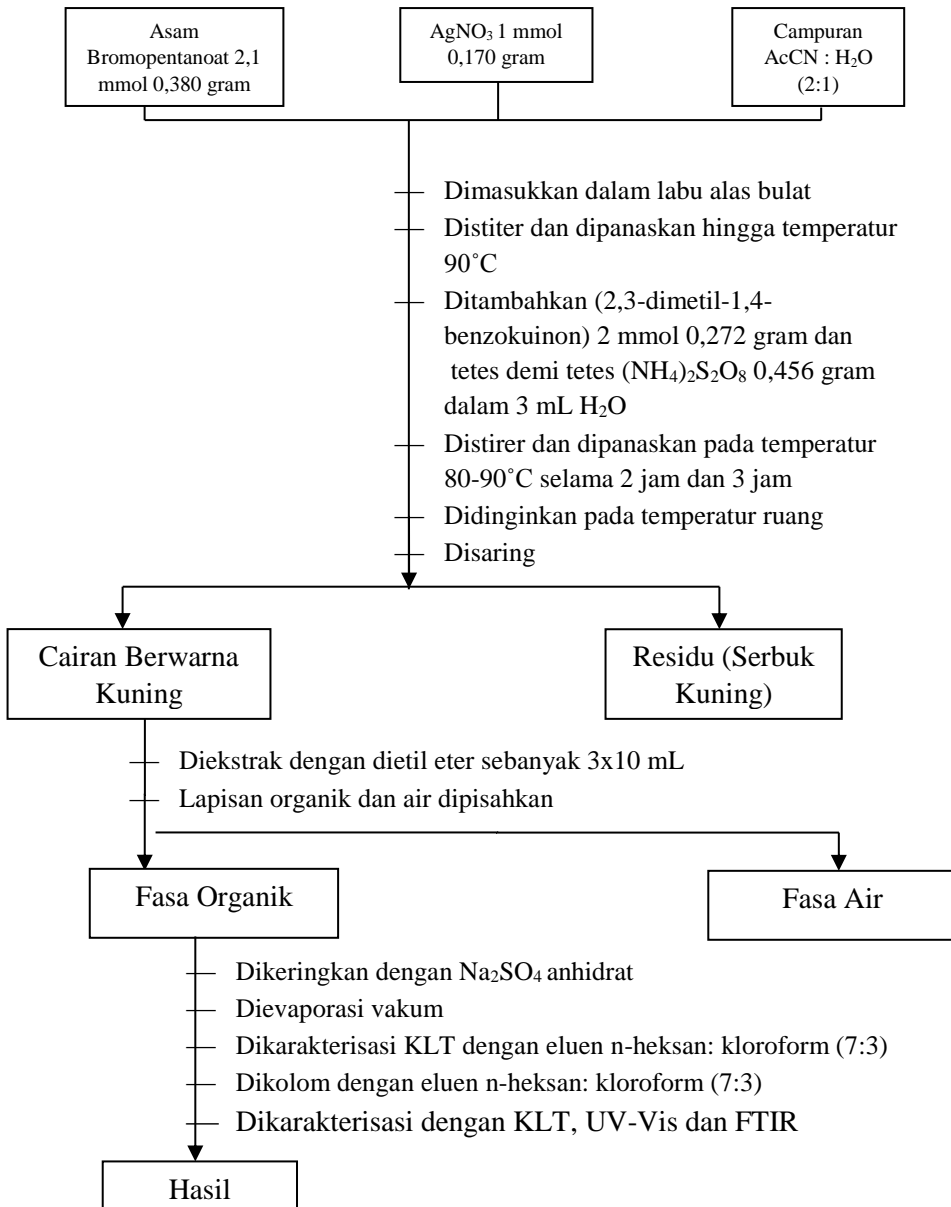 Asam
Bromopentanoat 2,1
mmol 0,380 gram
AgNO₃ 1 mmol
0,170 gram
Campuran
AcCN : H₂O
(2:1)
Dimasukkan dalam labu alas bulat
Distiter dan dipanaskan hingga temperatur
90˚C
Ditambahkan (2,3-dimetil-1,4-
benzokuinon) 2 mmol 0,272 gram dan
tetes demi tetes (NH₄)₂S₂O₈ 0,456 gram
dalam 3 mL H₂O
Distirer dan dipanaskan pada temperatur
80-90˚C selama 2 jam dan 3 jam
Didinginkan pada temperatur ruang
Disaring
Cairan Berwarna
Kuning
Residu (Serbuk
Kuning)
Diekstrak dengan dietil eter sebanyak 3x10 mL
Lapisan organik dan air dipisahkan
Fasa Organik
Fasa Air
Dikeringkan dengan Na₂SO₄ anhidrat
Dievaporasi vakum
Dikarakterisasi KLT dengan eluen n-heksan: kloroform (7:3)
Dikolom dengan eluen n-heksan: kloroform (7:3)
Dikarakterisasi dengan KLT, UV-Vis dan FTIR
Hasil